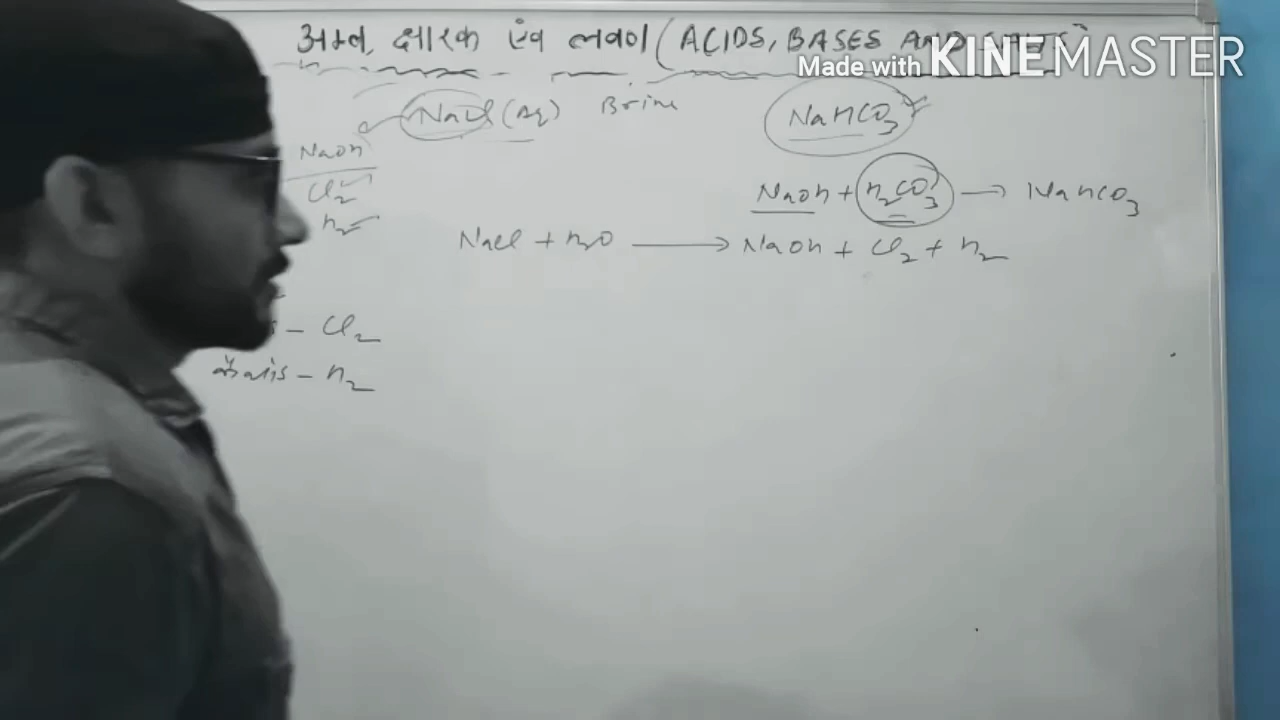 अम्ल, क्षारक एंव लवण (ACIDS, BASES AND SALTS)
Made with KINEMASTER
NaCl (Aq) Brine
NaHCO3
NaOH
Cl2
H2
NaOH + H2CO3 → NaHCO3
NaCl + H2O → NaOH + Cl2 + H2
– Cl2
कैथोड – H2